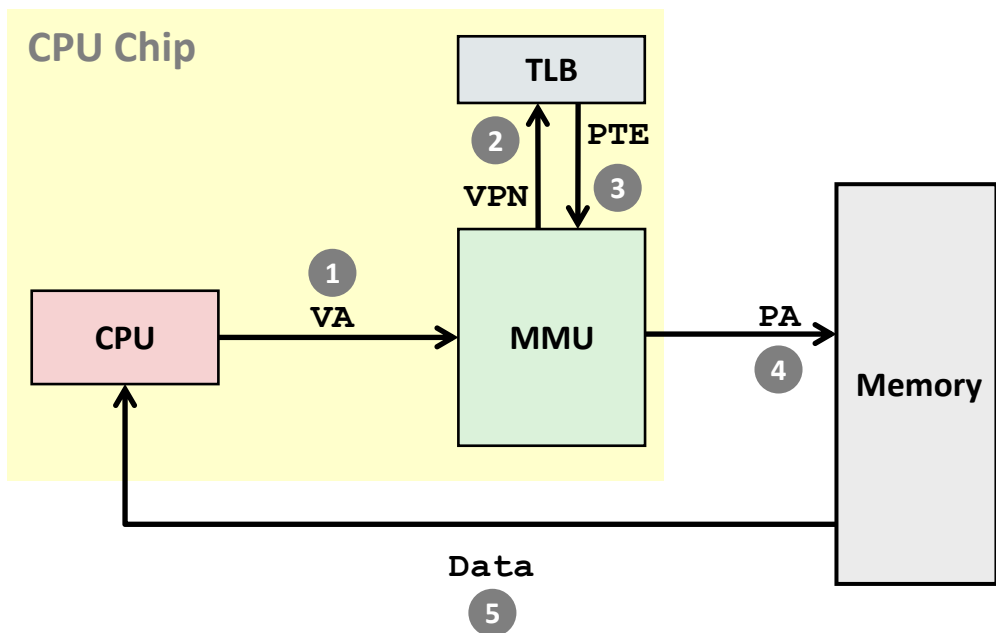 CPU Chip
TLB
2
PTE
VPN
3
1
VA
CPU
MMU
PA
4
Memory
Data
5